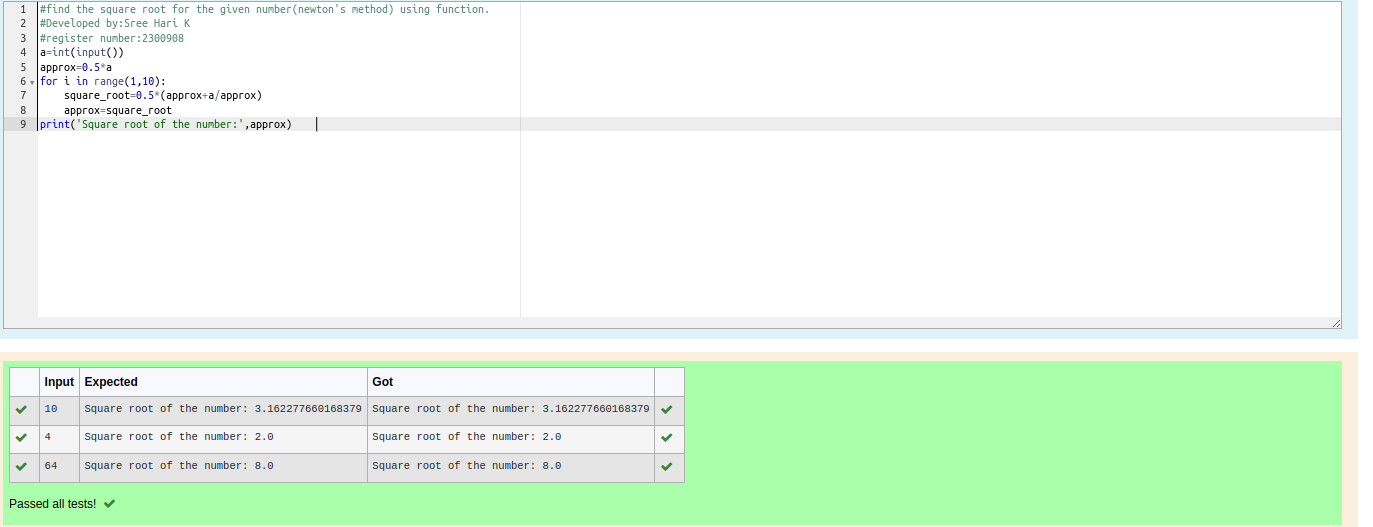 1 #find the square root for the given number(newton's method) using function.
2 #Developed by:Sree Hari K
3 #register number:2300908
4 a=int(input())
5 approx=0.5*a
6 for i in range(1,10):
7     square_root=0.5*(approx+a/approx)
8     approx=square_root
9 print('Square root of the number:',approx)
Input Expected Got
10 Square root of the number: 3.162277660168379 Square root of the number: 3.162277660168379
4 Square root of the number: 2.0 Square root of the number: 2.0
64 Square root of the number: 8.0 Square root of the number: 8.0
Passed all tests!